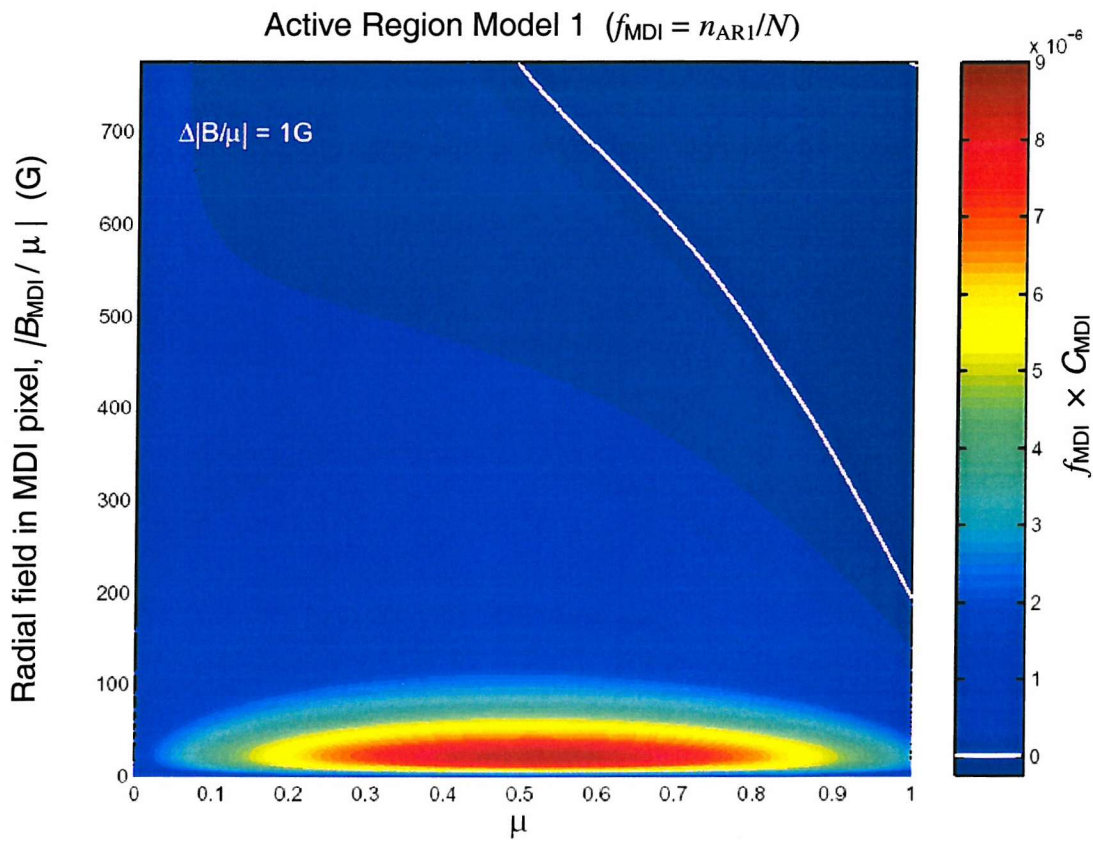 Active Region Model 1 (fMDI = nAR1/N)
x 10⁻⁶
Δ|B/μ| = 1G
Radial field in MDI pixel, |BMDI / μ | (G)
700
600
500
400
300
200
100
0
0 0.1 0.2 0.3 0.4 0.5 0.6 0.7 0.8 0.9 1
μ
9
8
7
6
5
4
3
2
1
0
fMDI × CMDI